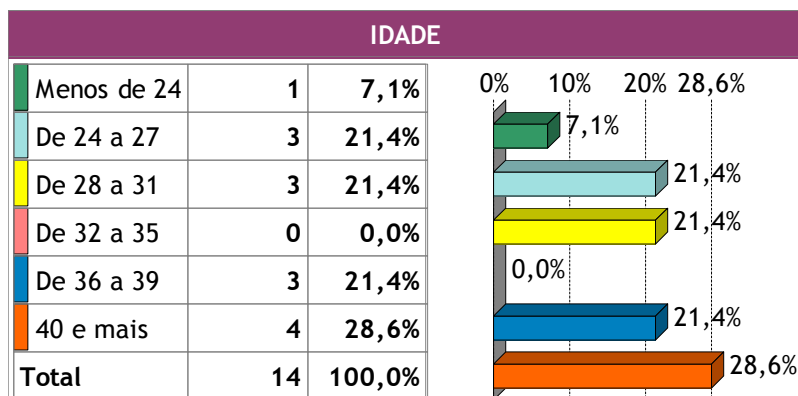 IDADE
Menos de 24 1 7,1%
De 24 a 27 3 21,4%
De 28 a 31 3 21,4%
De 32 a 35 0 0,0%
De 36 a 39 3 21,4%
40 e mais 4 28,6%
Total 14 100,0%
0% 10% 20% 28,6%
7,1%
21,4%
21,4%
0,0%
21,4%
28,6%